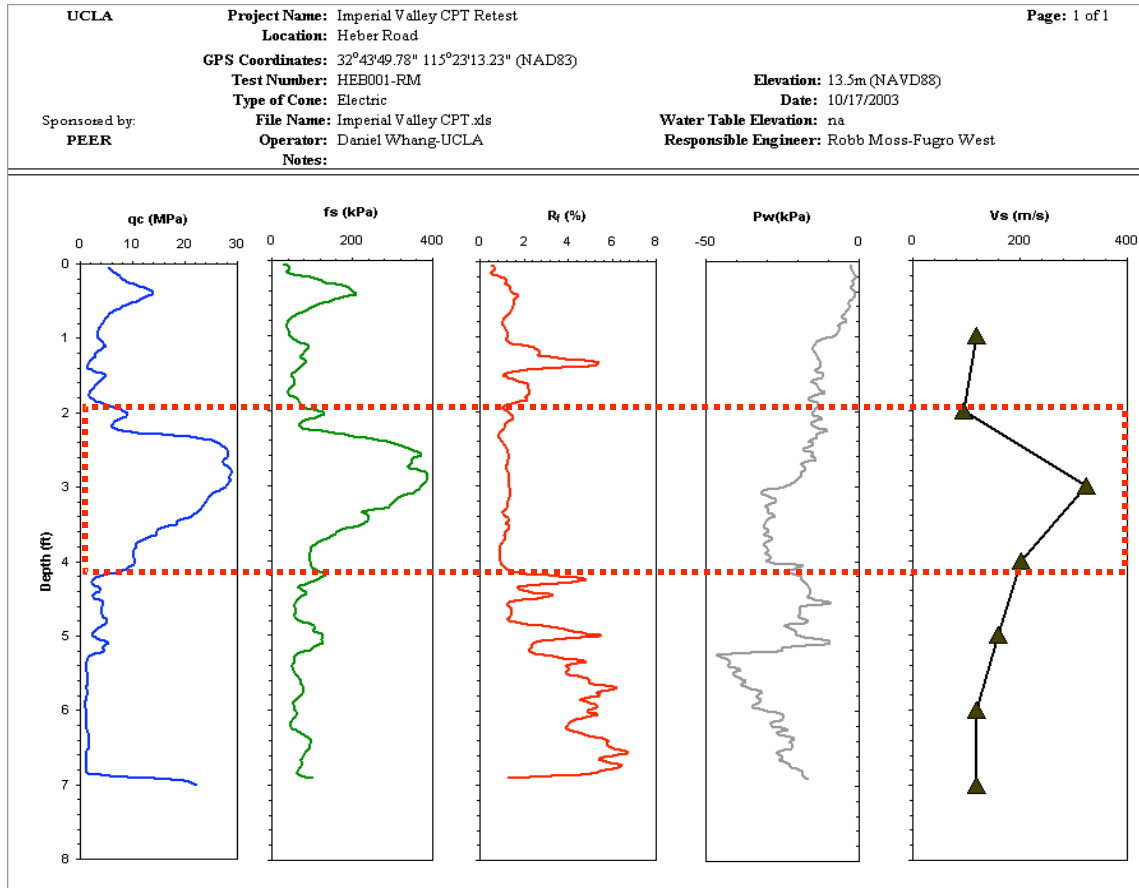 UCLA Project Name: Imperial Valley CPT Retest Page: 1 of 1
Location: Heber Road
GPS Coordinates: 32°43'49.78" 115°23'13.23" (NAD83)
Test Number: HEB001-RM Elevation: 13.5m (NAVD88)
Type of Cone: Electric Date: 10/17/2003
Sponsored by: File Name: Imperial Valley CPT.xls Water Table Elevation: na
PEER Operator: Daniel Whang-UCLA Responsible Engineer: Robb Moss-Fugro West
Notes:
qc (MPa) fs (kPa) Rf (%) Pw(kPa) Vs (m/s)
0 10 20 30 0 200 400 0 2 4 6 8 -50 0 0 200 400
0
1
2
3
4
5
6
7
8
Depth (ft)